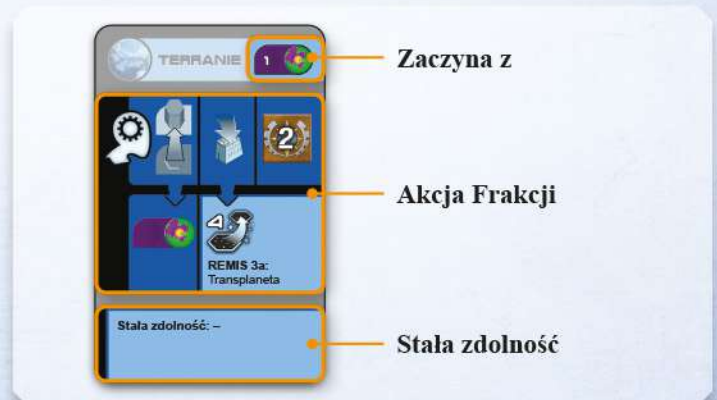 TERRANIE
1
Zaczyna z
2
Akcja Frakcji
4
REMIS 3a:
Transplaneta
Stała zdolność: –
Stała zdolność